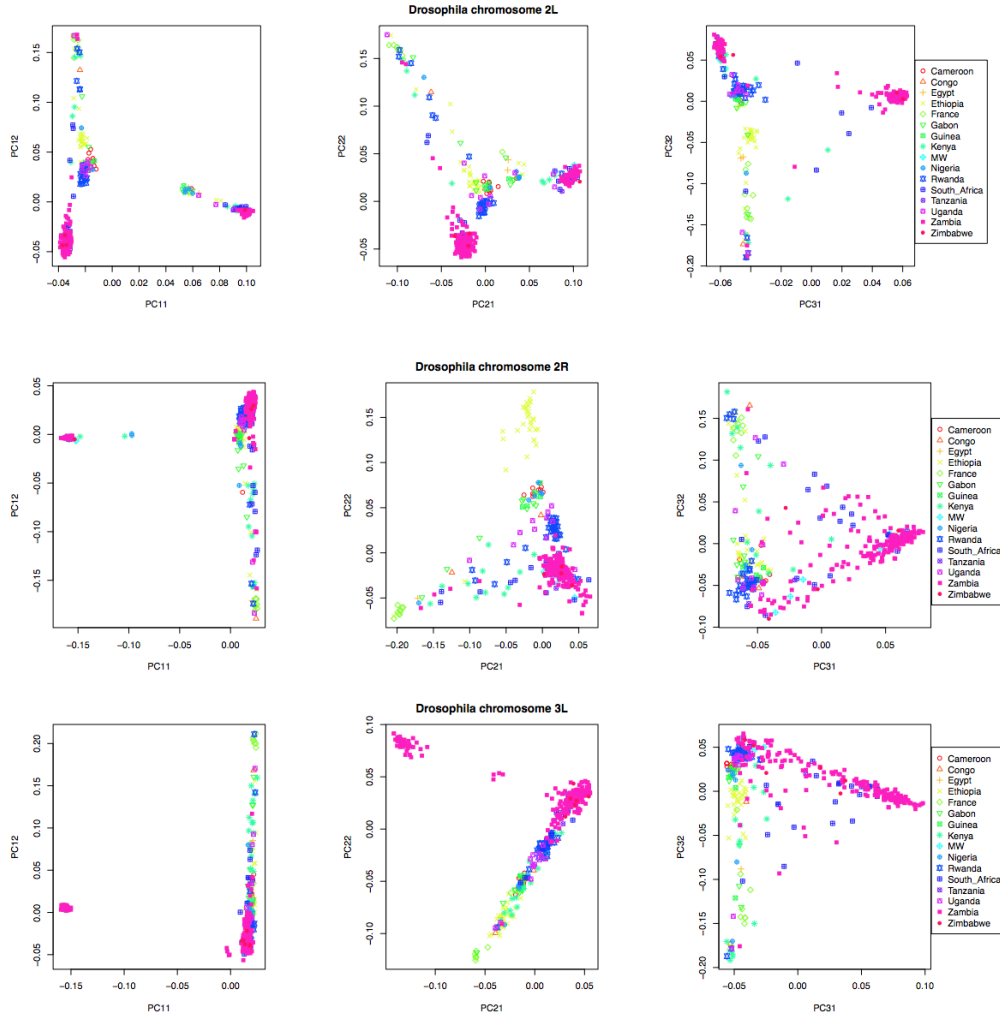 Drosophila chromosome 2L
PC12
0.15
0.10
0.05
0.00
−0.05
−0.04 −0.02 0.00 0.02 0.04 0.06 0.08 0.10
PC11
PC22
0.15
0.10
0.05
0.00
−0.05
−0.10 −0.05 0.00 0.05 0.10
PC21
PC32
0.05
0.00
−0.05
−0.10
−0.15
−0.20
−0.06 −0.04 −0.02 0.00 0.02 0.04 0.06
PC31
Cameroon
Congo
Egypt
Ethiopia
France
Gabon
Guinea
Kenya
MW
Nigeria
Rwanda
South_Africa
Tanzania
Uganda
Zambia
Zimbabwe
Drosophila chromosome 2R
PC12
0.05
0.00
−0.05
−0.10
−0.15
−0.15 −0.10 −0.05 0.00
PC11
PC22
0.15
0.10
0.05
0.00
−0.05
−0.20 −0.15 −0.10 −0.05 0.00 0.05
PC21
PC32
0.15
0.10
0.05
0.00
−0.05
−0.10
−0.05 0.00 0.05
PC31
Cameroon
Congo
Egypt
Ethiopia
France
Gabon
Guinea
Kenya
MW
Nigeria
Rwanda
South_Africa
Tanzania
Uganda
Zambia
Zimbabwe
Drosophila chromosome 3L
PC12
0.20
0.15
0.10
0.05
0.00
−0.05
−0.15 −0.10 −0.05 0.00
PC11
PC22
0.10
0.05
0.00
−0.05
−0.10
−0.10 −0.05 0.00 0.05
PC21
PC32
0.05
0.00
−0.05
−0.10
−0.15
−0.20
−0.05 0.00 0.05 0.10
PC31
Cameroon
Congo
Egypt
Ethiopia
France
Gabon
Guinea
Kenya
MW
Nigeria
Rwanda
South_Africa
Tanzania
Uganda
Zambia
Zimbabwe